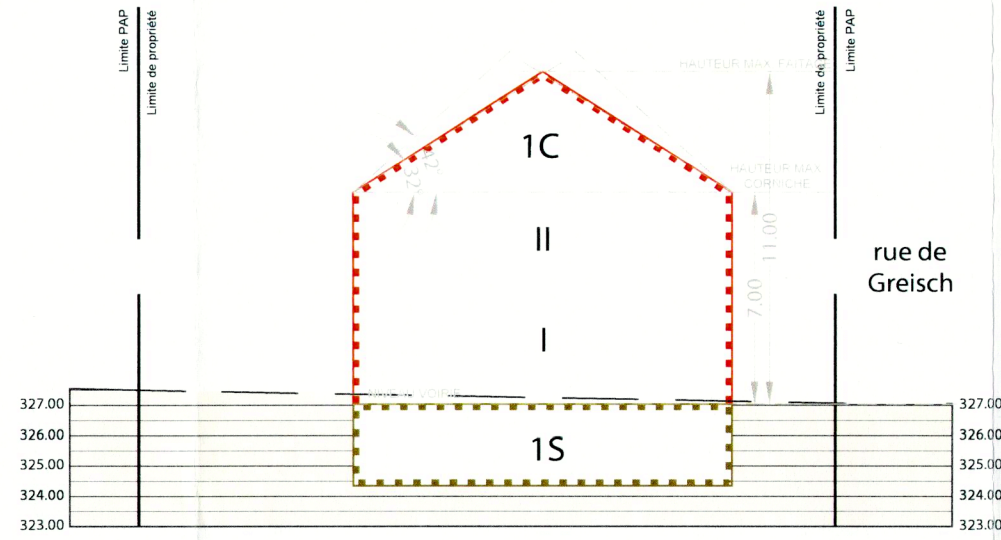 Limite PAP
Limite de propriété
Limite de propriété
Limite PAP
HAUTEUR MAX. FAITAGE
1C
42°
32°
HAUTEUR MAX.
CORNICHE
II
11.00
7.00
rue de
Greisch
I
NIVEAU VOIRIE
327.00
327.00
326.00
326.00
1S
325.00
325.00
324.00
324.00
323.00
323.00